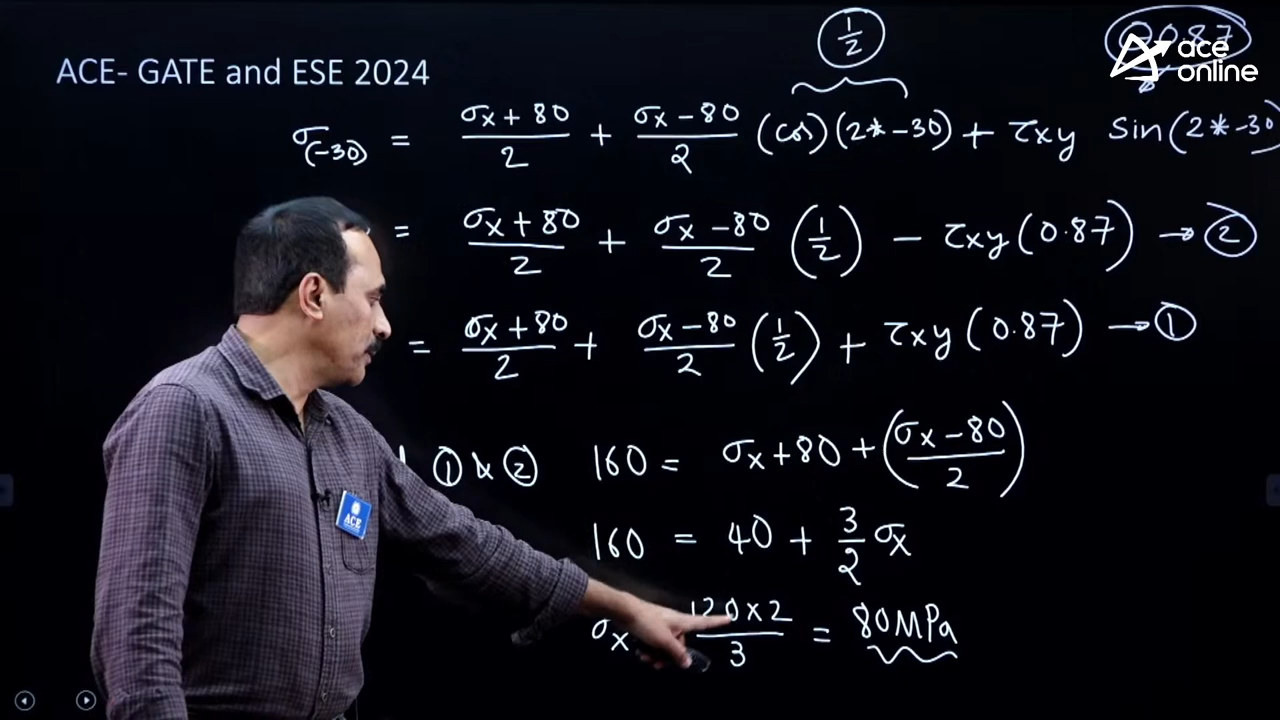 ½ 0.87
ace online
ACE- GATE and ESE 2024
σ(-30) = (σx + 80)/2 + (σx - 80)/2 (cos)(2* -30) + τxy sin(2* -30)
= (σx + 80)/2 + (σx - 80)/2 (1/2) - τxy (0.87) → ②
= (σx + 80)/2 + (σx - 80)/2 (1/2) + τxy (0.87) → ①
① & ② 160 = σx + 80 + ((σx - 80)/2)
160 = 40 + 3/2 σx
σx 120 x 2/3 = 80 MPa
ACE